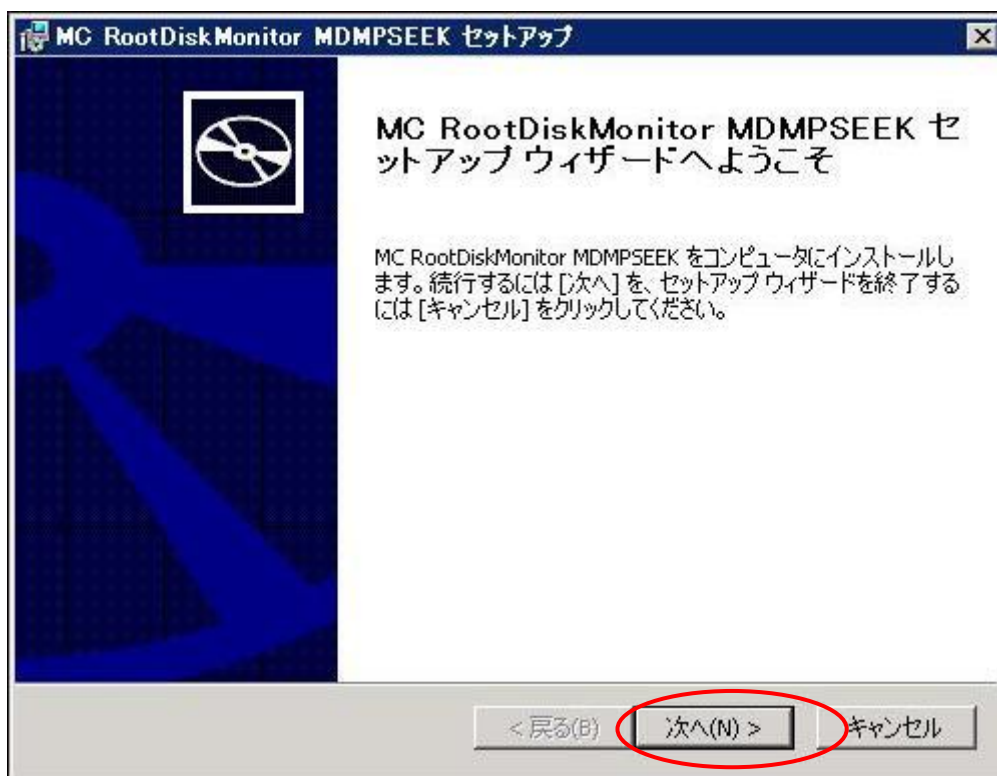 MC RootDiskMonitor MDMPSEEK セットアップ
MC RootDiskMonitor MDMPSEEK セ
ットアップ ウィザードへようこそ
MC RootDiskMonitor MDMPSEEK をコンピュータにインストールし
ます。続行するには [次へ] を、セットアップ ウィザードを終了する
には [キャンセル] をクリックしてください。
< 戻る(B)
次へ(N) >
キャンセル